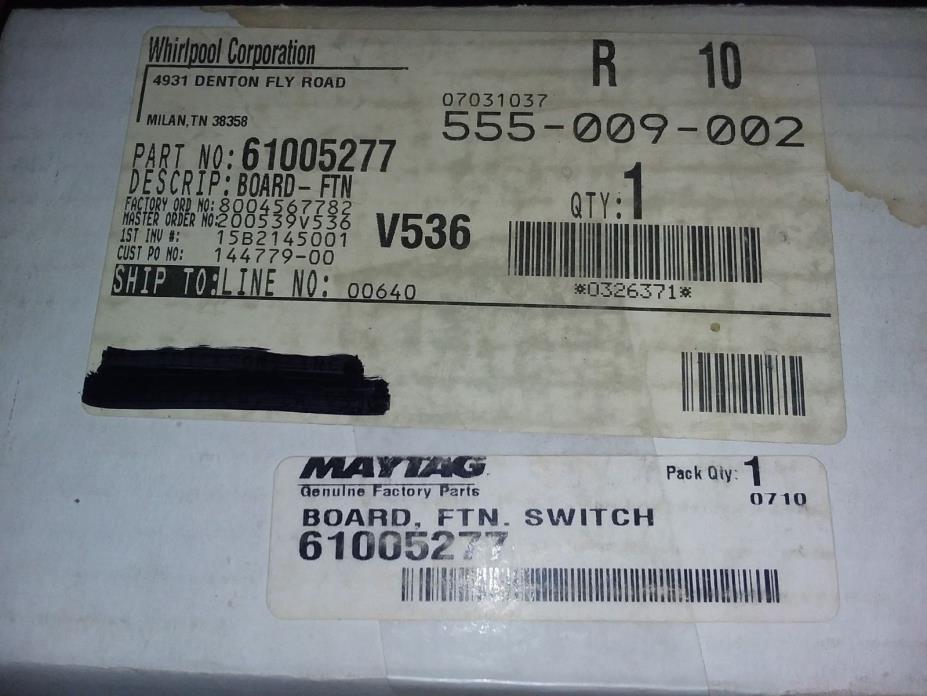 Whirlpool Corporation
4931 DENTON FLY ROAD
MILAN, TN 38358
R 10
07031037
555-009-002
PART NO: 61005277
DESCRIP: BOARD-FTN
FACTORY ORD NO: 8004567782
MASTER ORDER NO: 200539V536
1ST INV #: 15B2145001
CUST PO NO: 144779-00
V536
QTY: 1
*0326371*
SHIP TO: LINE NO: 00640
MAYTAG
Genuine Factory Parts
Pack Qty: 1
0710
BOARD, FTN. SWITCH
61005277